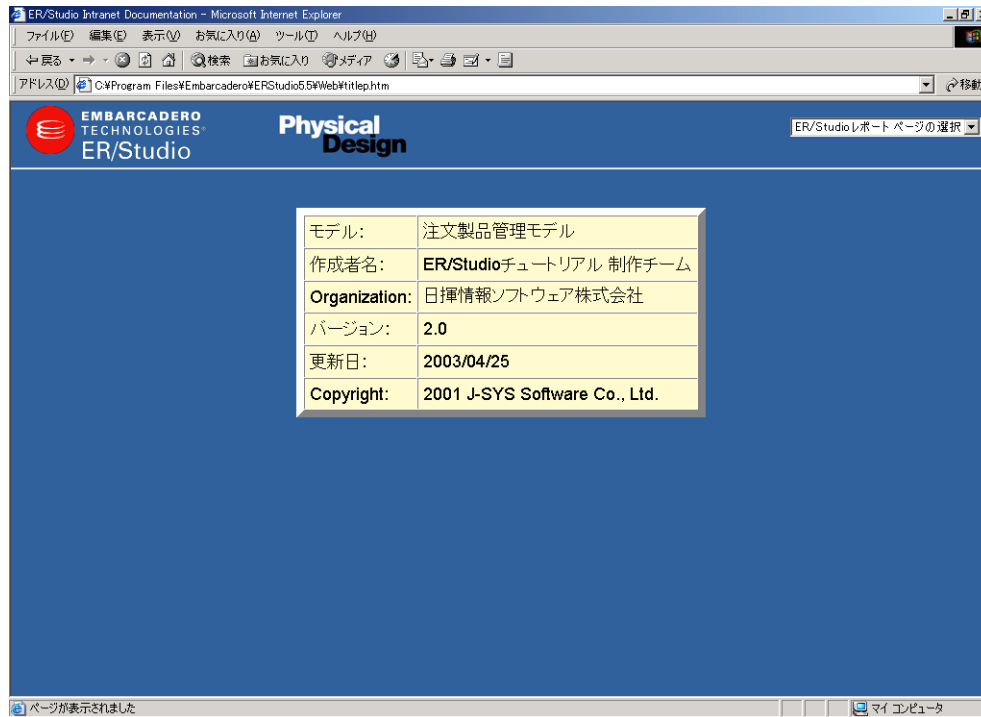 ER/Studio Intranet Documentation - Microsoft Internet Explorer
ファイル(F) 編集(E) 表示(V) お気に入り(A) ツール(T) ヘルプ(H)
戻る 検索 お気に入り メディア
アドレス(D) C:¥Program Files¥Embarcadero¥ERStudio5.5¥Web¥titlep.htm 移動
EMBARCADERO
TECHNOLOGIES
ER/Studio
Physical
Design
ER/Studioレポート ページの選択
モデル: 注文製品管理モデル
作成者名: ER/Studioチュートリアル 制作チーム
Organization: 日揮情報ソフトウェア株式会社
バージョン: 2.0
更新日: 2003/04/25
Copyright: 2001 J-SYS Software Co., Ltd.
ページが表示されました マイ コンピュータ